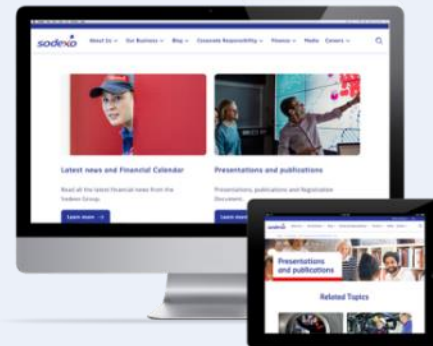 sodexo About Us Our Business Blog Corporate Responsibility Finance Media Careers
Latest news and Financial Calendar
Presentations and publications
Read all the latest financial news from the
Sodexo Group.
Presentations, publications and Registration
Document.
Learn more →
Learn more
sodexo
Presentations
and publications
Related Topics